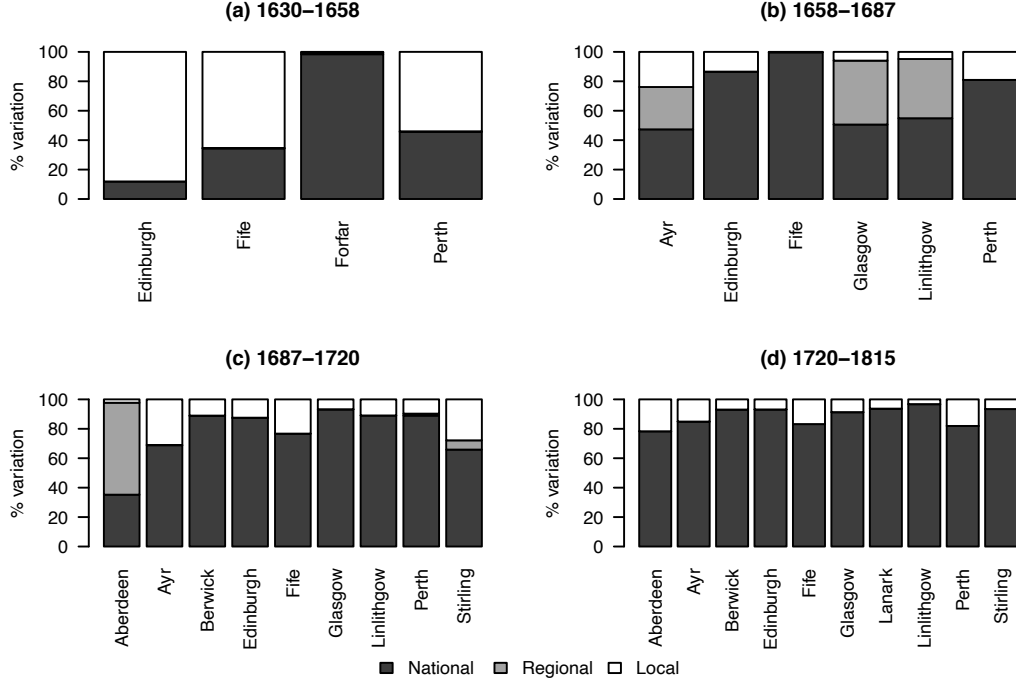 (a) 1630−1658
% variation
100
80
60
40
20
0
Edinburgh
Fife
Forfar
Perth
(b) 1658−1687
% variation
100
80
60
40
20
0
Ayr
Edinburgh
Fife
Glasgow
Linlithgow
Perth
(c) 1687−1720
% variation
100
80
60
40
20
0
Aberdeen
Ayr
Berwick
Edinburgh
Fife
Glasgow
Linlithgow
Perth
Stirling
(d) 1720−1815
% variation
100
80
60
40
20
0
Aberdeen
Ayr
Berwick
Edinburgh
Fife
Glasgow
Lanark
Linlithgow
Perth
Stirling
National Regional Local